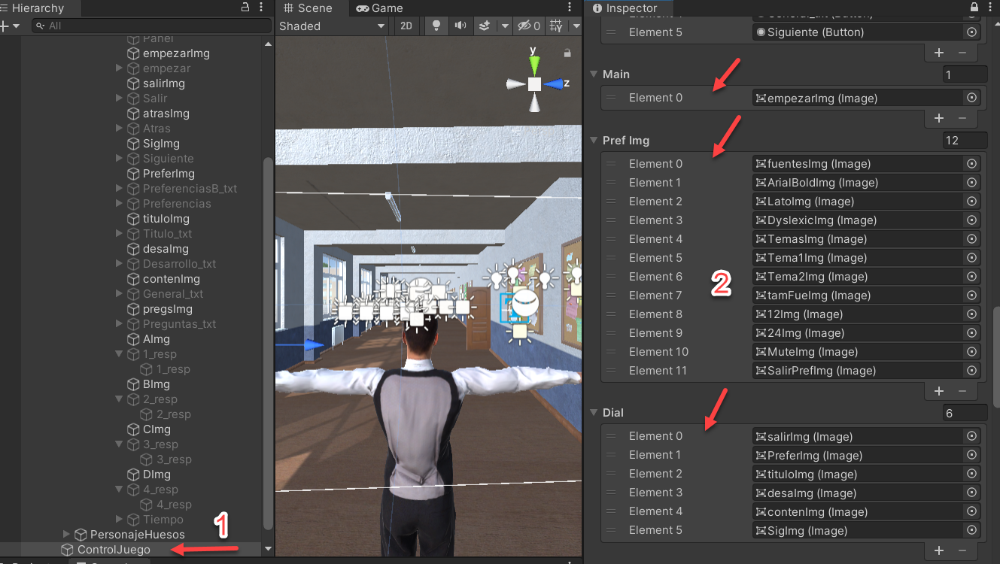 Hierarchy
All
Panel
empezarImg
empezar
salirImg
Salir
atrasImg
Atras
SigImg
Siguiente
PreferImg
PreferenciasB_txt
Preferencias
tituloImg
Titulo_txt
desaImg
Desarrollo_txt
contenImg
General_txt
pregsImg
Preguntas_txt
AImg
1_resp
1_resp
BImg
2_resp
2_resp
CImg
3_resp
3_resp
DImg
4_resp
4_resp
Tiempo
PersonajeHuesos
ControlJuego
1
Scene Game
Shaded 2D 0
y
z
Inspector
General_txt (Button)
Element 5 Siguiente (Button)
Main 1
Element 0 empezarImg (Image)
Pref Img 12
Element 0 fuentesImg (Image)
Element 1 ArialBoldImg (Image)
Element 2 LatoImg (Image)
Element 3 DyslexicImg (Image)
Element 4 TemasImg (Image)
Element 5 Tema1Img (Image)
Element 6 Tema2Img (Image)
Element 7 tamFueImg (Image)
Element 8 12Img (Image)
Element 9 24Img (Image)
Element 10 MuteImg (Image)
Element 11 SalirPrefImg (Image)
2
Dial 6
Element 0 salirImg (Image)
Element 1 PreferImg (Image)
Element 2 tituloImg (Image)
Element 3 desaImg (Image)
Element 4 contenImg (Image)
Element 5 SigImg (Image)